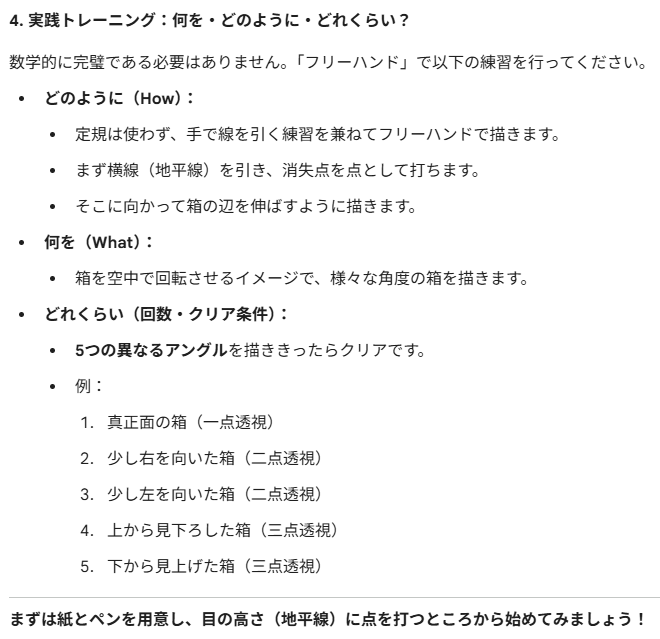 4. 実践トレーニング：何を・どのように・どれくらい？
数学的に完璧である必要はありません。「フリーハンド」で以下の練習を行ってください。
• どのように（How）：
• 定規は使わず、手で線を引く練習を兼ねてフリーハンドで描きます。
• まず横線（地平線）を引き、消失点を点として打ちます。
• そこに向かって箱の辺を伸ばすように描きます。
• 何を（What）：
• 箱を空中で回転させるイメージで、様々な角度の箱を描きます。
• どれくらい（回数・クリア条件）：
• 5つの異なるアングルを描ききったらクリアです。
• 例：
1. 真正面の箱（一点透視）
2. 少し右を向いた箱（二点透視）
3. 少し左を向いた箱（二点透視）
4. 上から見下ろした箱（三点透視）
5. 下から見上げた箱（三点透視）
まずは紙とペンを用意し、目の高さ（地平線）に点を打つところから始めてみましょう！